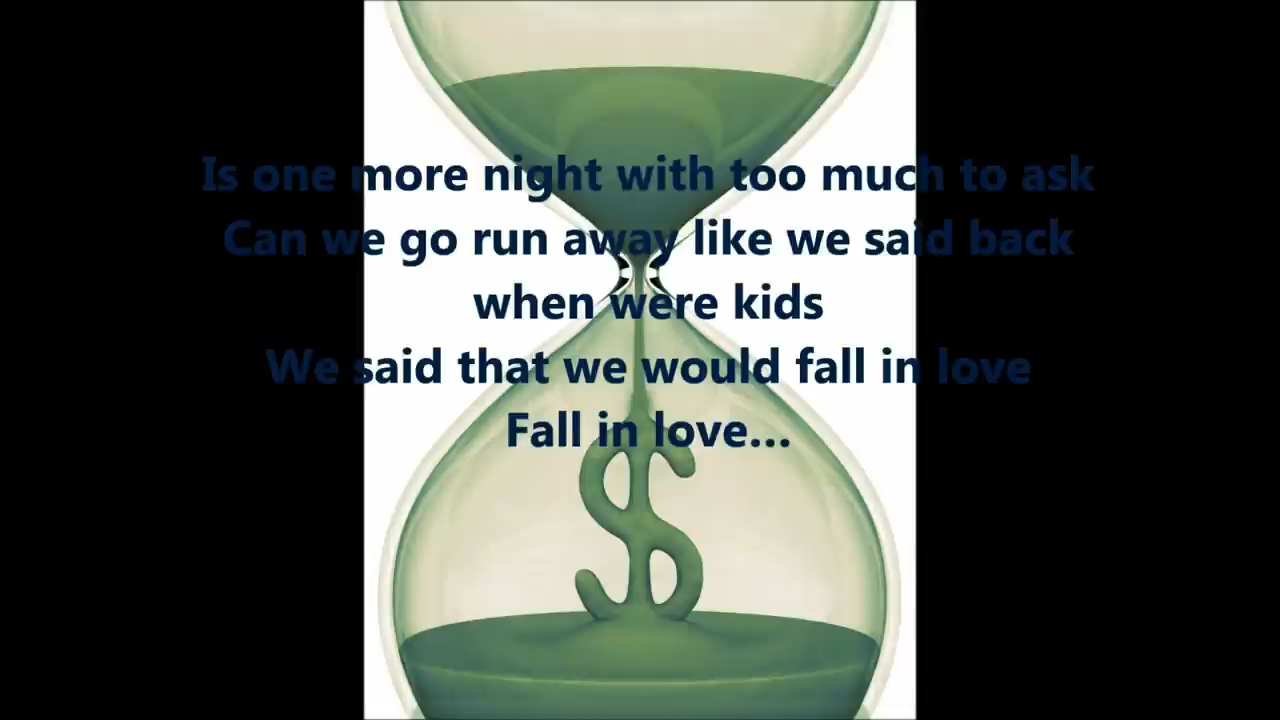 Is one more night with too much to ask
Can we go run away like we said back
when were kids
We said that we would fall in love
Fall in love...